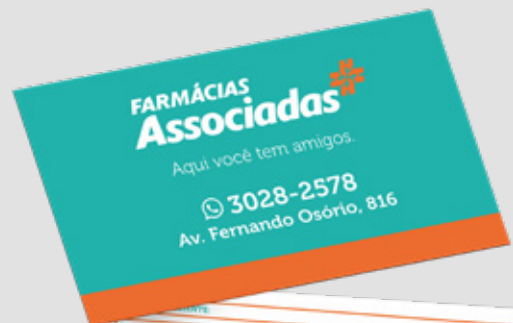 FARMÁCIAS
Associadas
Aqui você tem amigos.
3028-2578
Av. Fernando Osório, 816